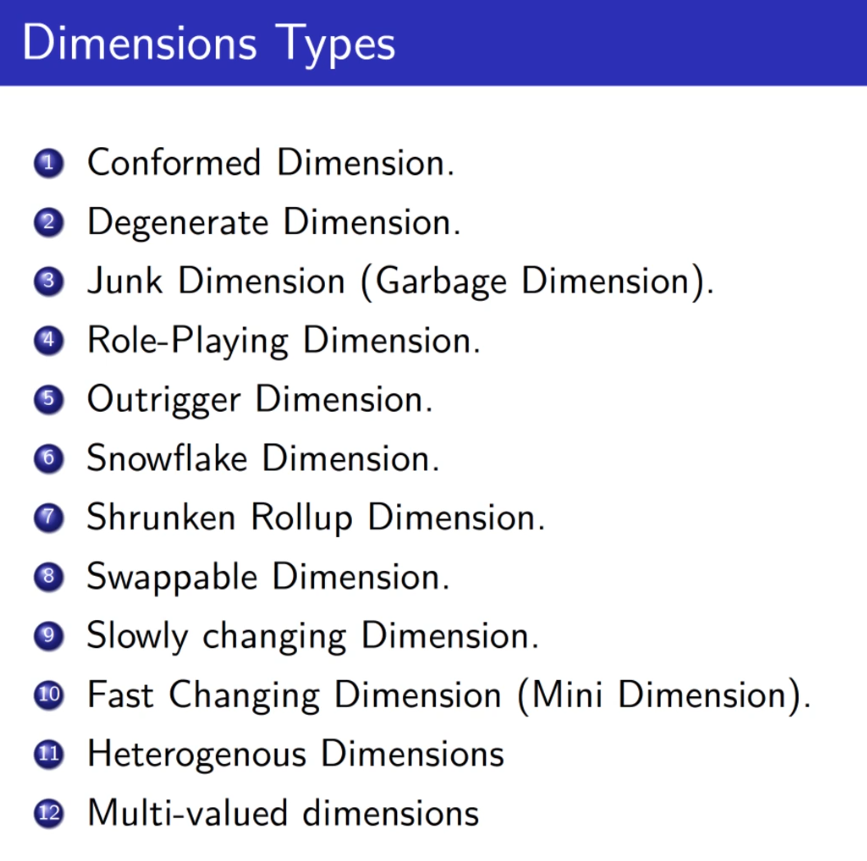 Dimensions Types
1 Conformed Dimension.
2 Degenerate Dimension.
3 Junk Dimension (Garbage Dimension).
4 Role-Playing Dimension.
5 Outrigger Dimension.
6 Snowflake Dimension.
7 Shrunken Rollup Dimension.
8 Swappable Dimension.
9 Slowly changing Dimension.
10 Fast Changing Dimension (Mini Dimension).
11 Heterogenous Dimensions
12 Multi-valued dimensions